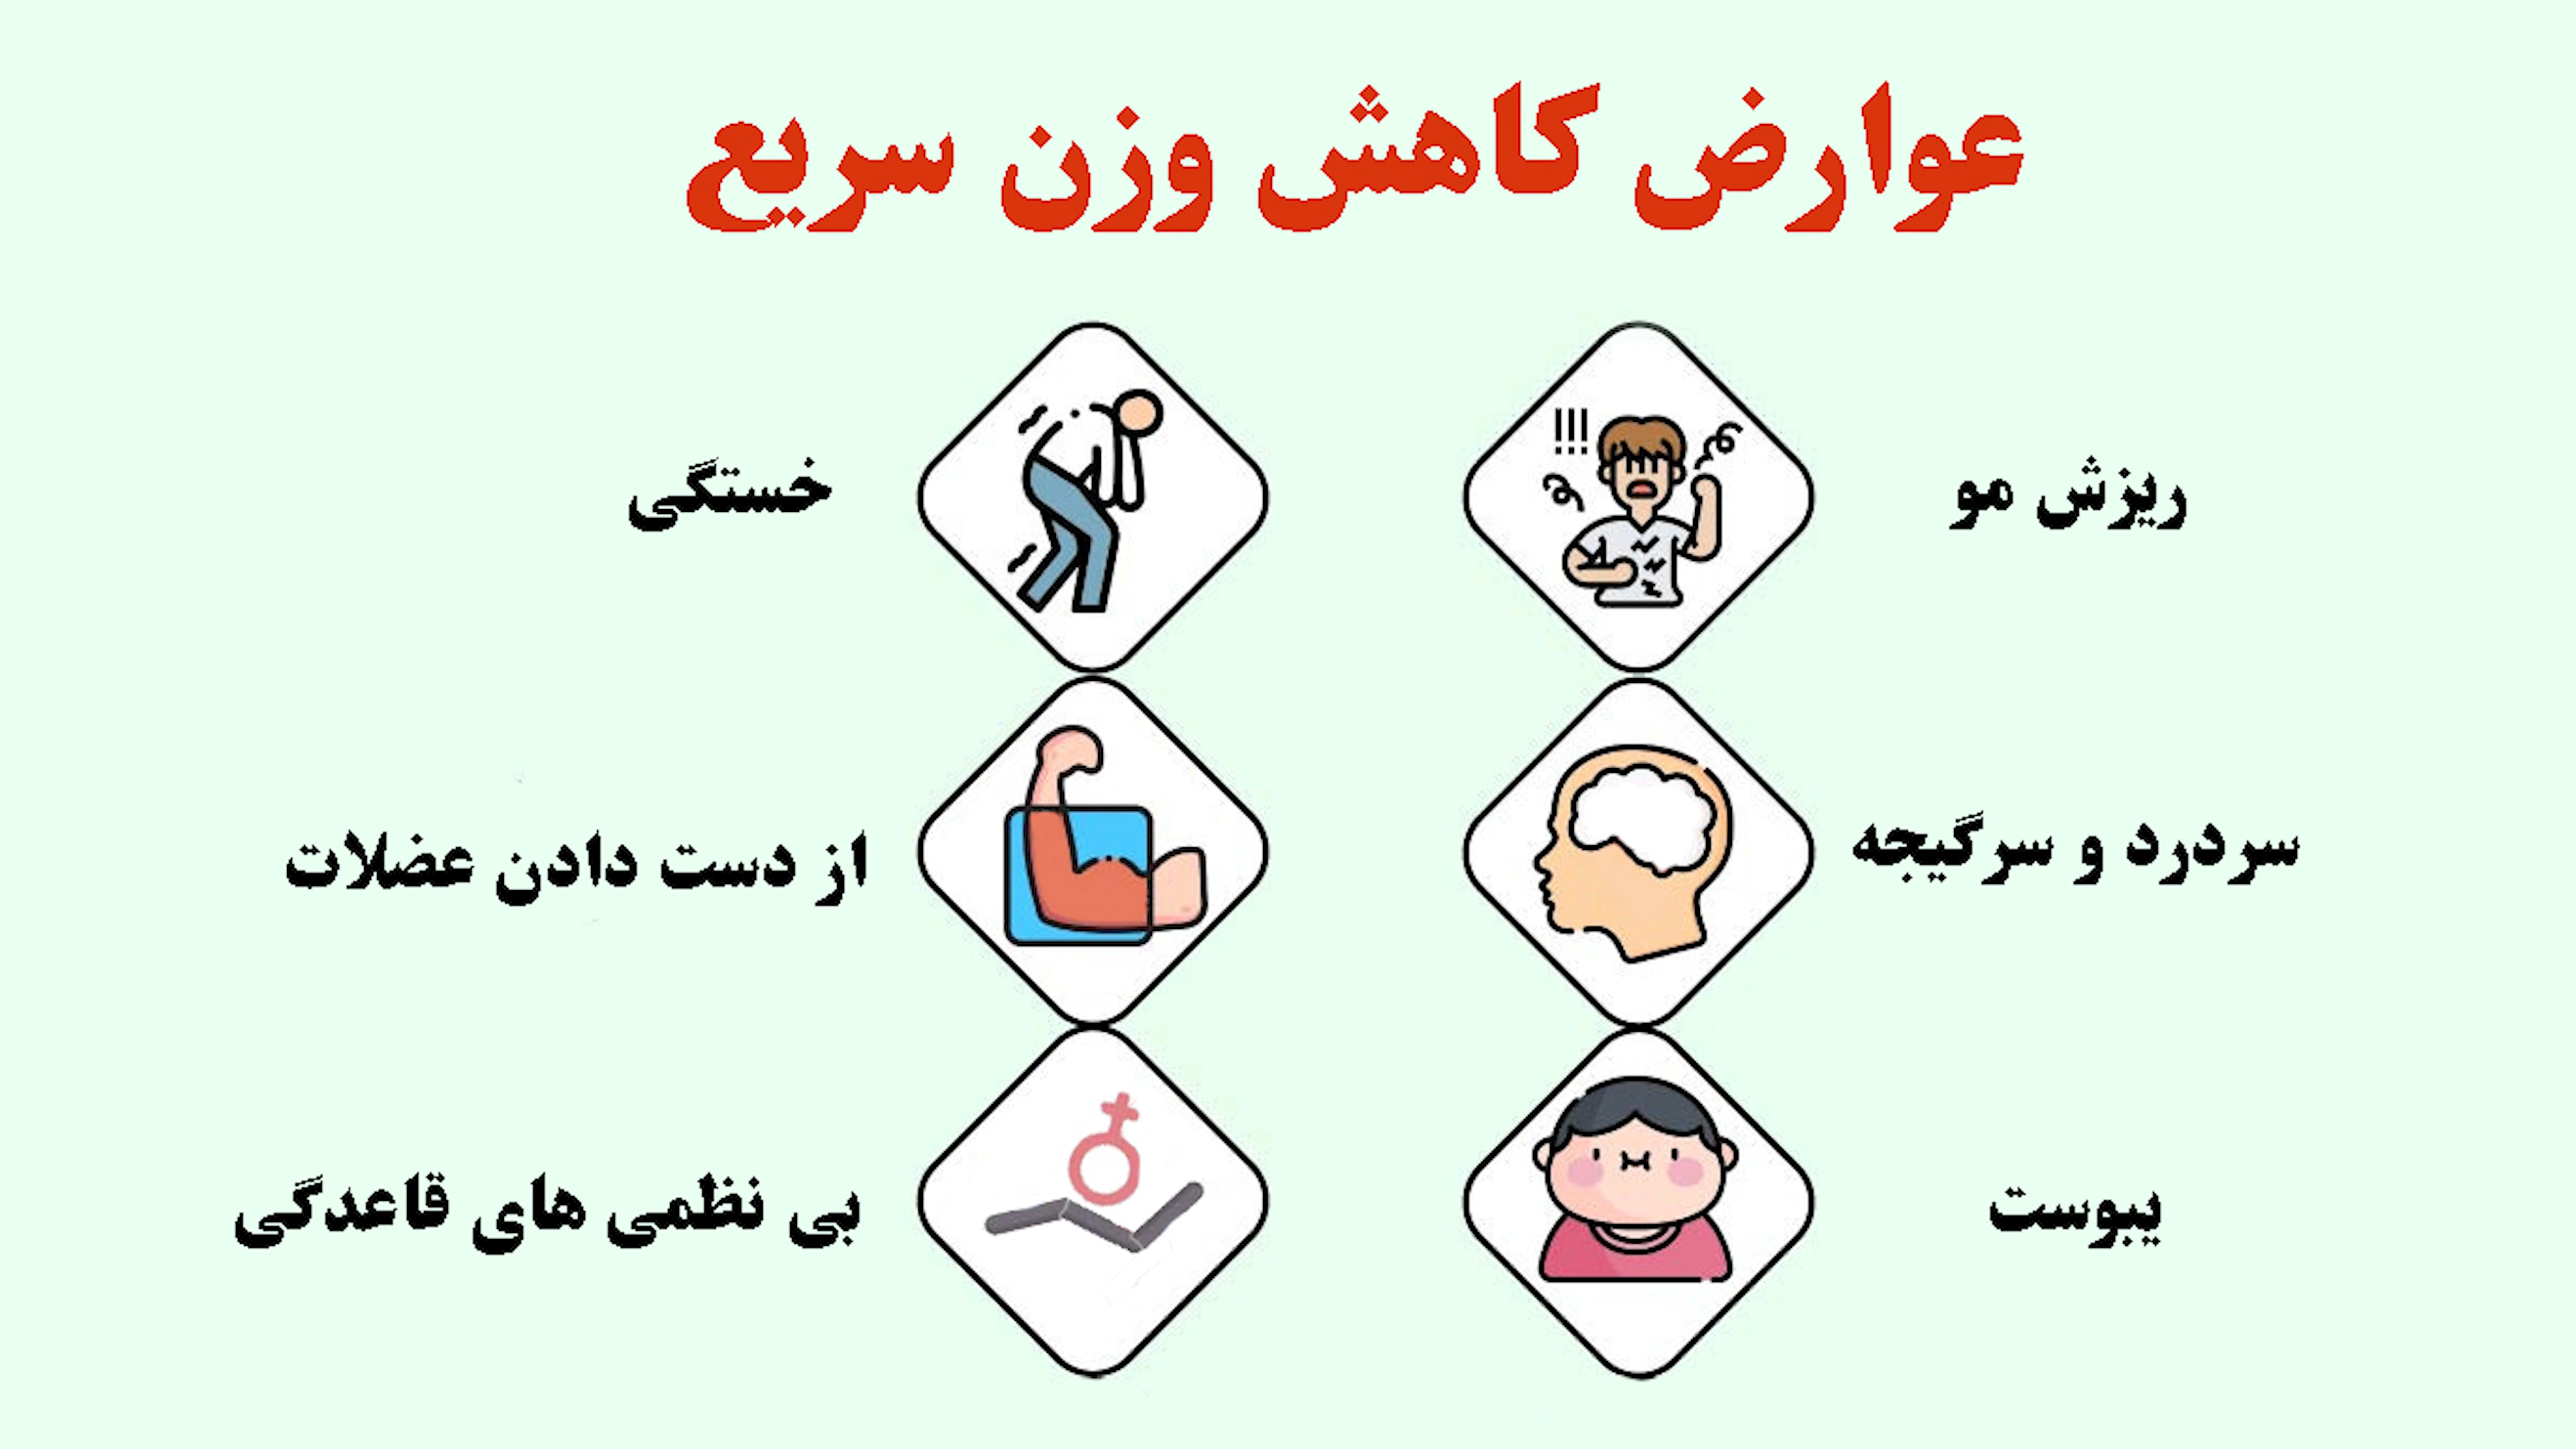 عوارض کاهش وزن سریع
ریزش مو
خستگی
سردرد و سرگیجه
از دست دادن عضلات
یبوست
بی نظمی های قاعدگی